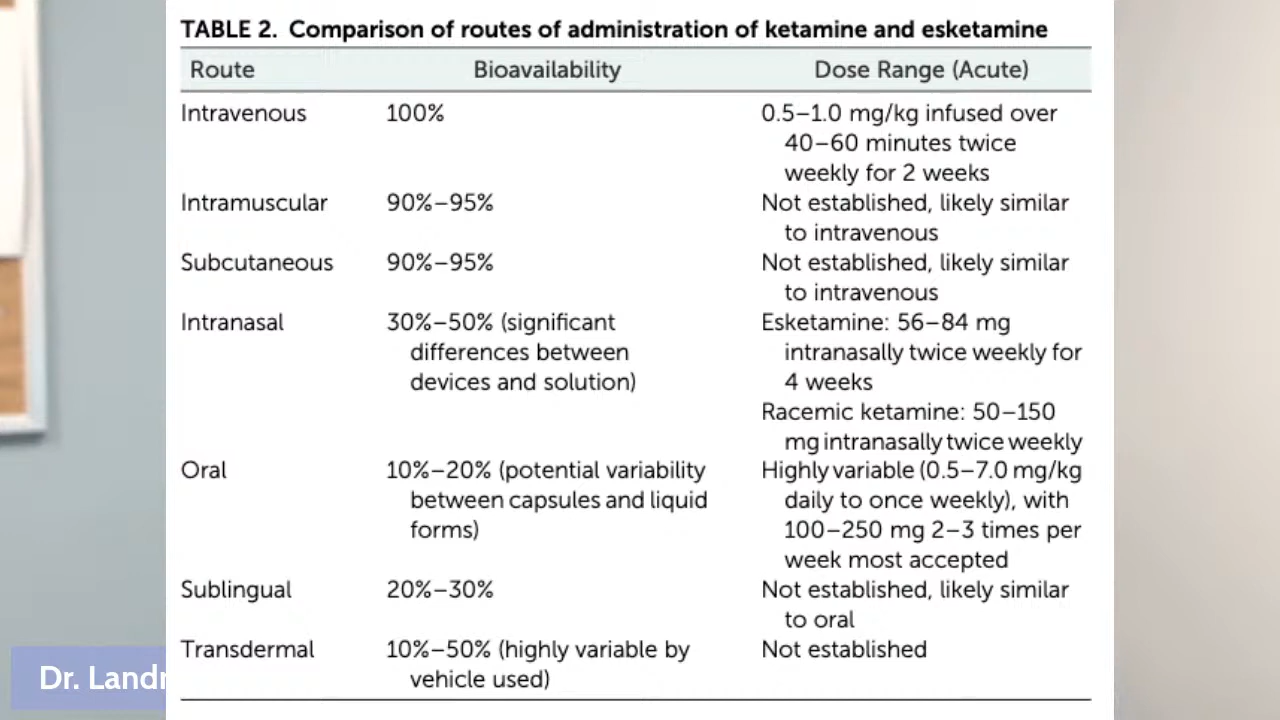 TABLE 2. Comparison of routes of administration of ketamine and esketamine
Route Bioavailability Dose Range (Acute)
Intravenous 100% 0.5–1.0 mg/kg infused over
40–60 minutes twice
weekly for 2 weeks
Intramuscular 90%–95% Not established, likely similar
to intravenous
Subcutaneous 90%–95% Not established, likely similar
to intravenous
Intranasal 30%–50% (significant Esketamine: 56–84 mg
differences between intranasally twice weekly for
devices and solution) 4 weeks
Racemic ketamine: 50–150
mg intranasally twice weekly
Oral 10%–20% (potential variability Highly variable (0.5–7.0 mg/kg
between capsules and liquid daily to once weekly), with
forms) 100–250 mg 2–3 times per
week most accepted
Sublingual 20%–30% Not established, likely similar
to oral
Transdermal 10%–50% (highly variable by Not established
vehicle used)
Dr.